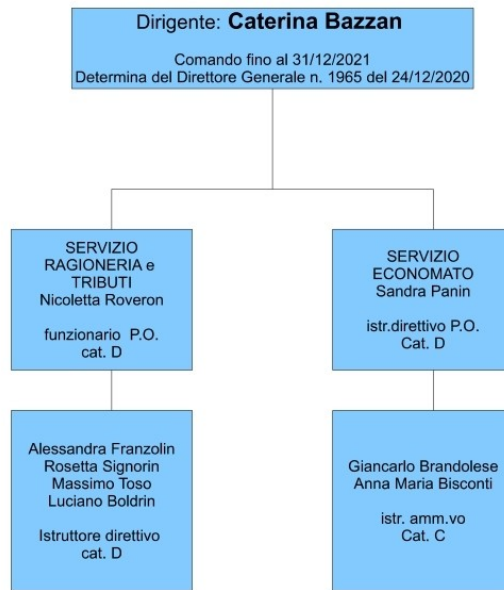 Dirigente: Caterina Bazzan
Comando fino al 31/12/2021
Determina del Direttore Generale n. 1965 del 24/12/2020
SERVIZIO
RAGIONERIA e
TRIBUTI
Nicoletta Roveron
funzionario P.O.
cat. D
SERVIZIO
ECONOMATO
Sandra Panin
istr.direttivo P.O.
Cat. D
Alessandra Franzolin
Rosetta Signorin
Massimo Toso
Luciano Boldrin
Istruttore direttivo
cat. D
Giancarlo Brandolese
Anna Maria Bisconti
istr. amm.vo
Cat. C